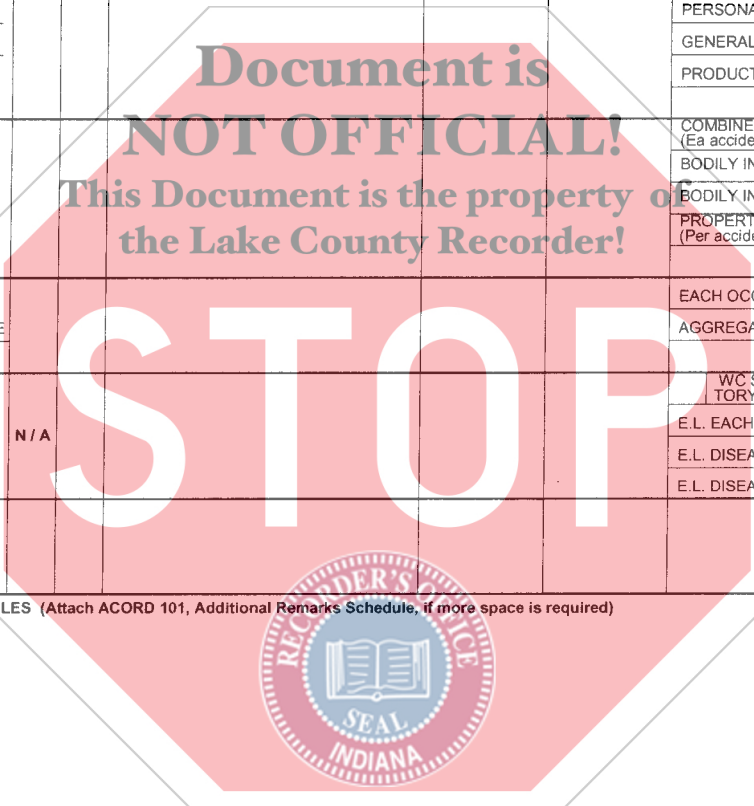 PERSONA
GENERAL
PRODUCT
Document is
NOT OFFICIAL!
This Document is the property of
the Lake County Recorder!
COMBINE
(Ea accide
BODILY IN
BODILY IN
PROPERT
(Per accide
EACH OCC
AGGREGA
STOP
WC S
TORY
N / A
E.L. EACH
E.L. DISEA
E.L. DISEA
LES (Attach ACORD 101, Additional Remarks Schedule, if more space is required)
RECORDER'S OFFICE
SEAL
INDIANA